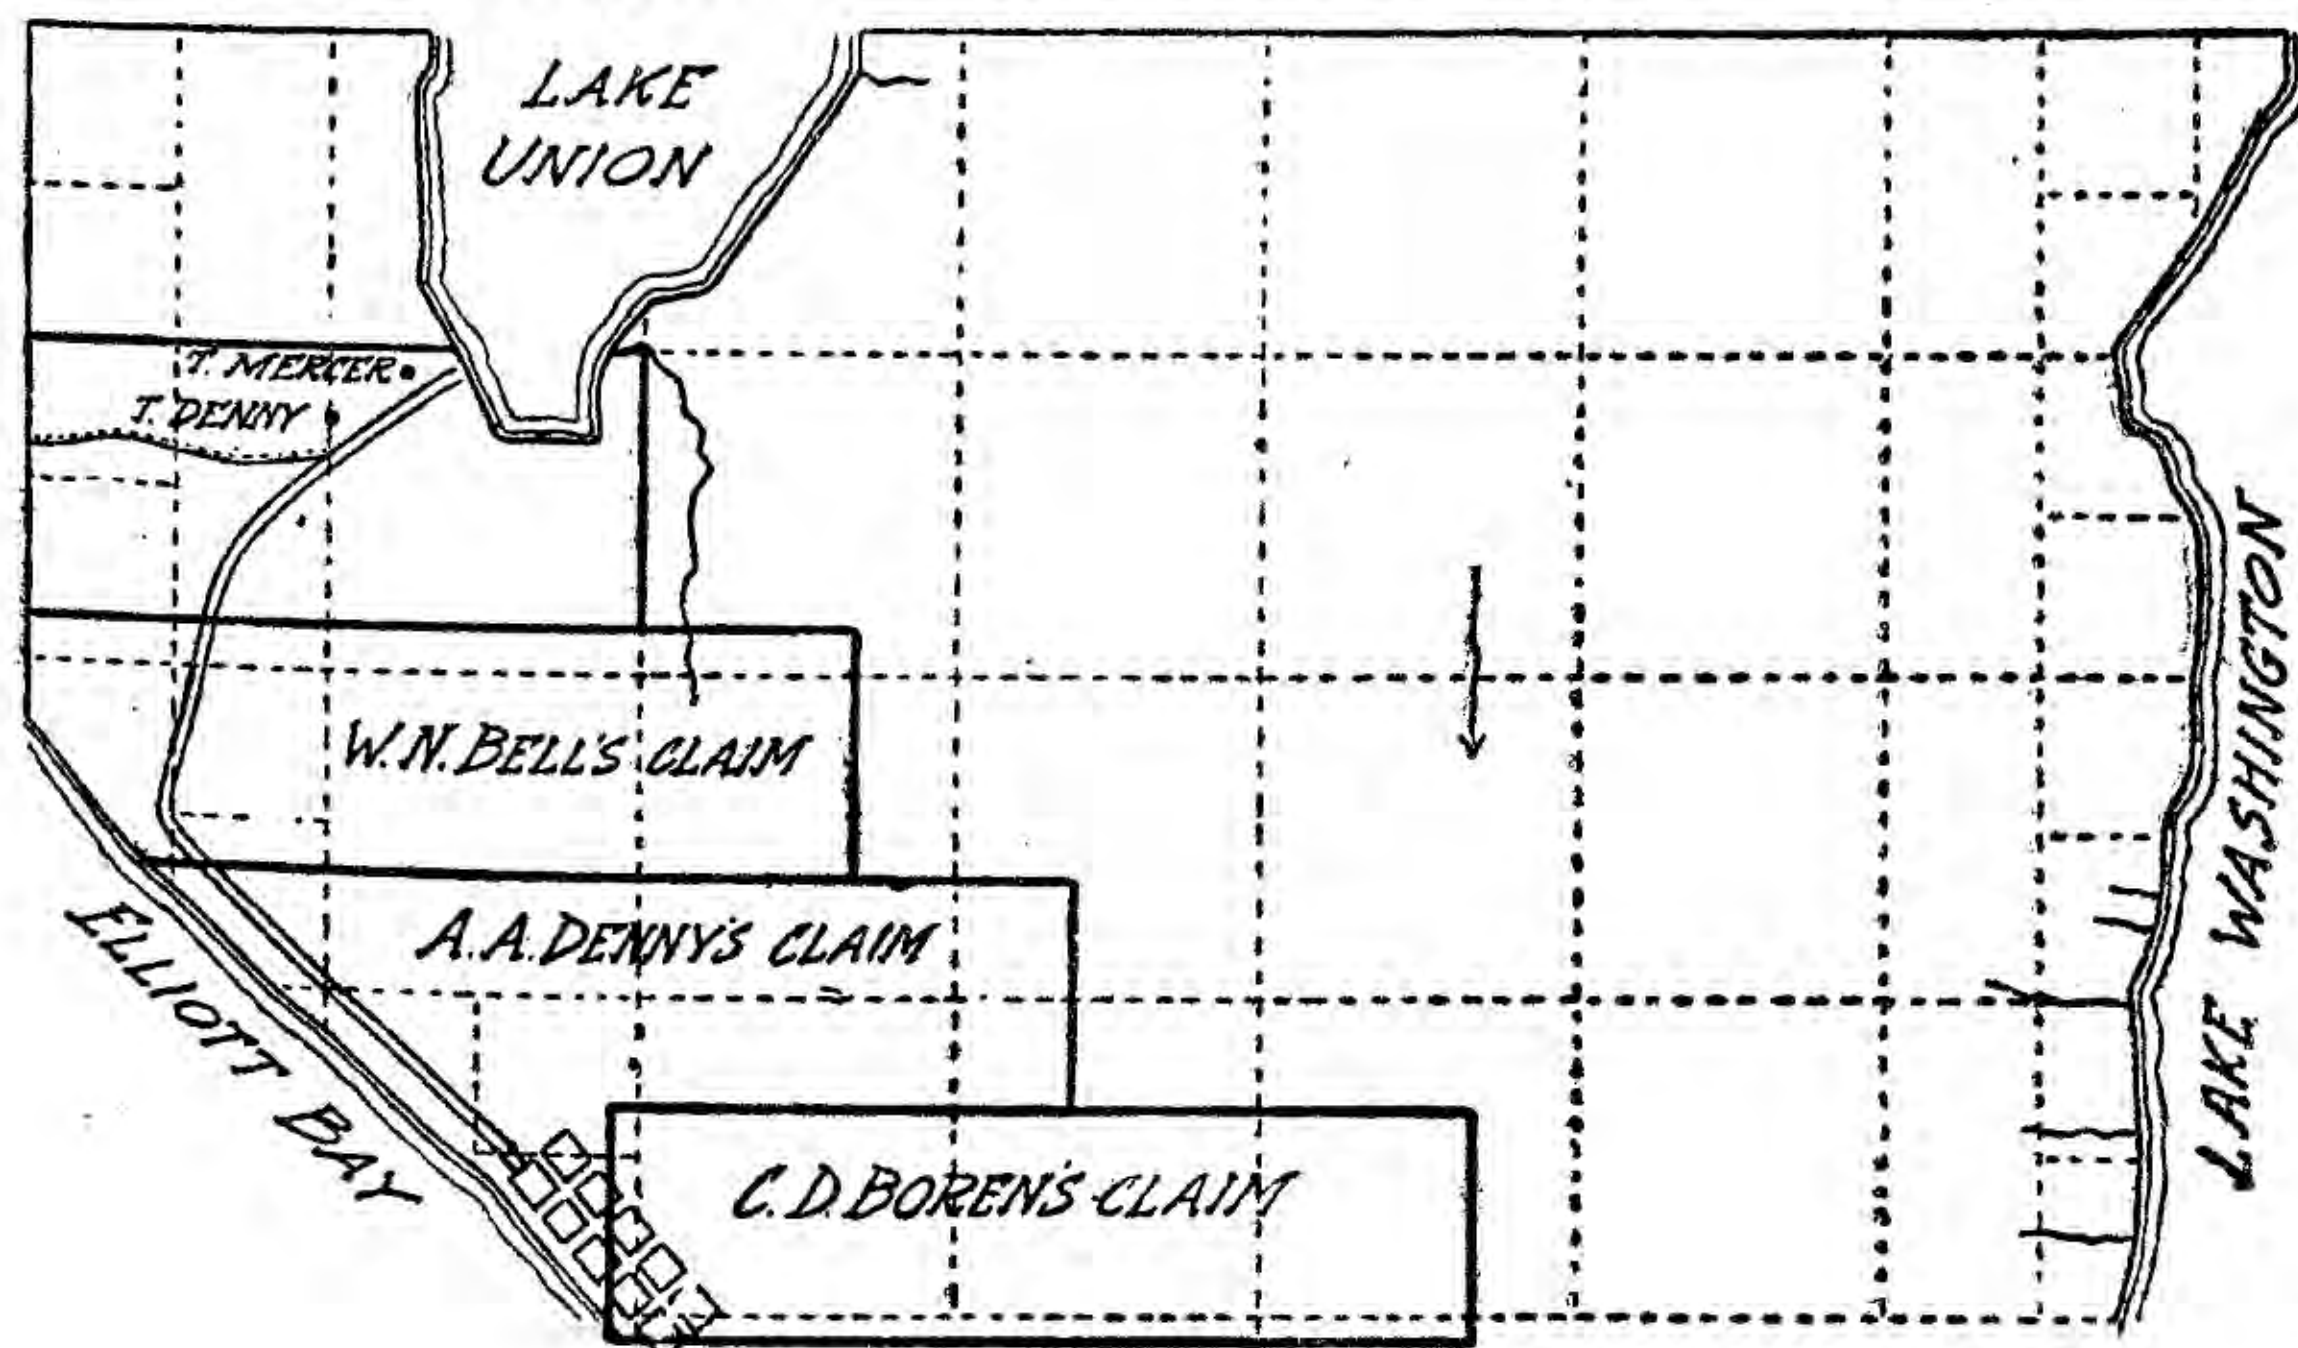 LAKE
UNION
T. MERCER
J. DENNY
W.N. BELL'S CLAIM
A.A. DENNY'S CLAIM
C.D. BOREN'S CLAIM
ELLIOTT BAY
LAKE WASHINGTON